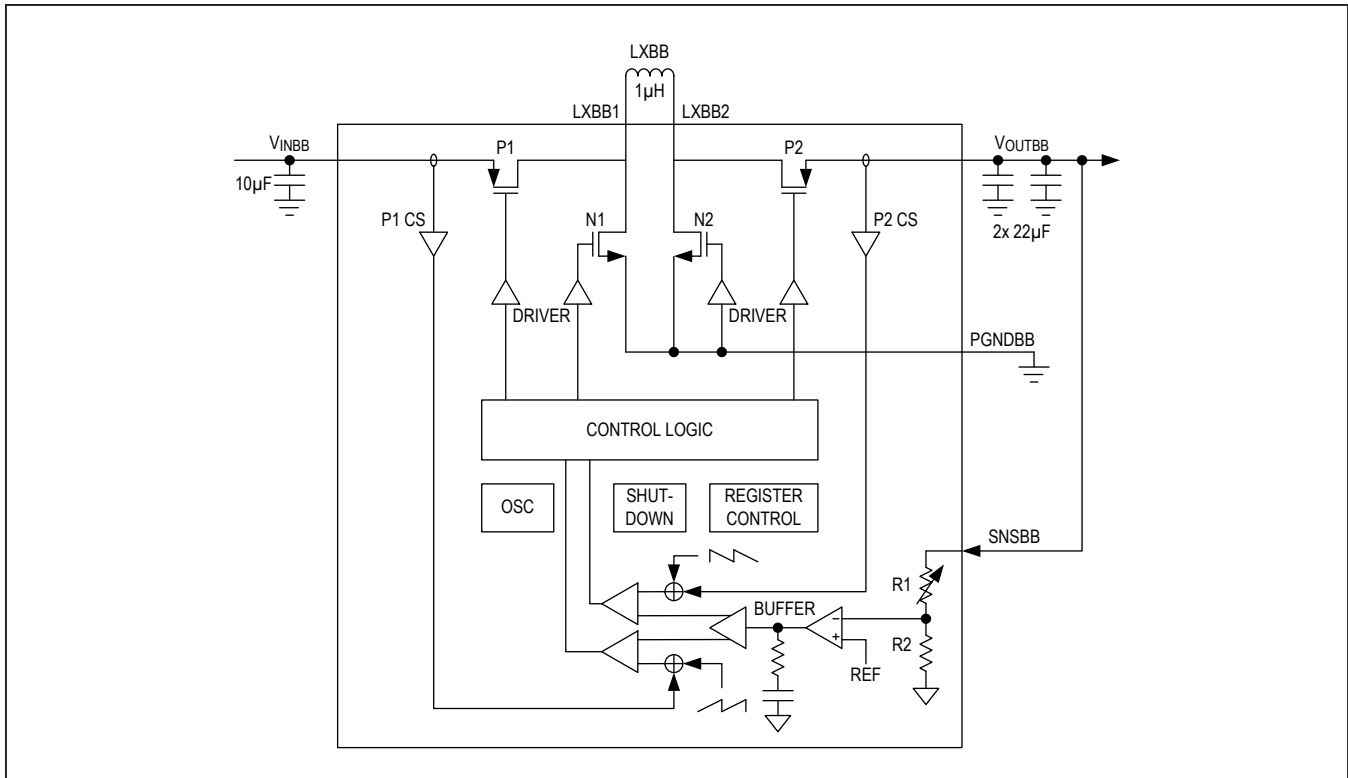 LXBB
1µH
LXBB1
LXBB2
VINBB
P1
P2
VOUTBB
10µF
P1 CS
N1
N2
P2 CS
2x 22µF
DRIVER
DRIVER
PGNDBB
CONTROL LOGIC
OSC
SHUT-
DOWN
REGISTER
CONTROL
SNSBB
R1
BUFFER
−
+
R2
REF